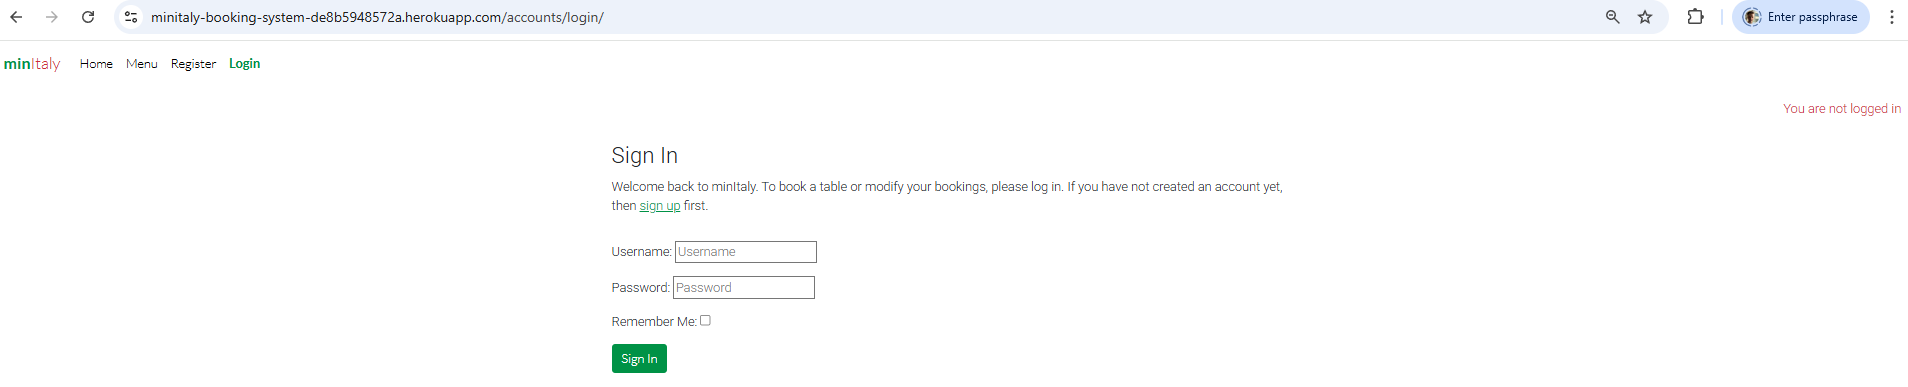 minitaly-booking-system-de8b5948572a.herokuapp.com/accounts/login/ Enter passphrase
minItaly Home Menu Register Login
You are not logged in
Sign In
Welcome back to minItaly. To book a table or modify your bookings, please log in. If you have not created an account yet,
then sign up first.
Username: Username
Password: Password
Remember Me:
Sign In